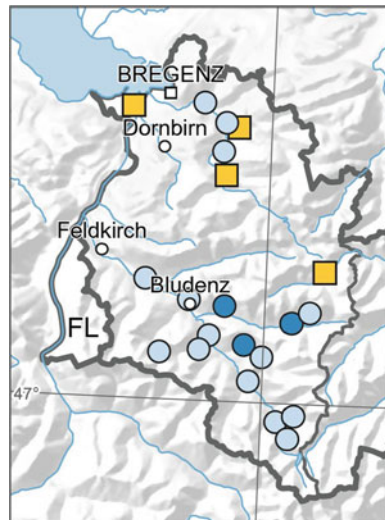 BREGENZ
Dornbirn
Feldkirch
Bludenz
FL
47°